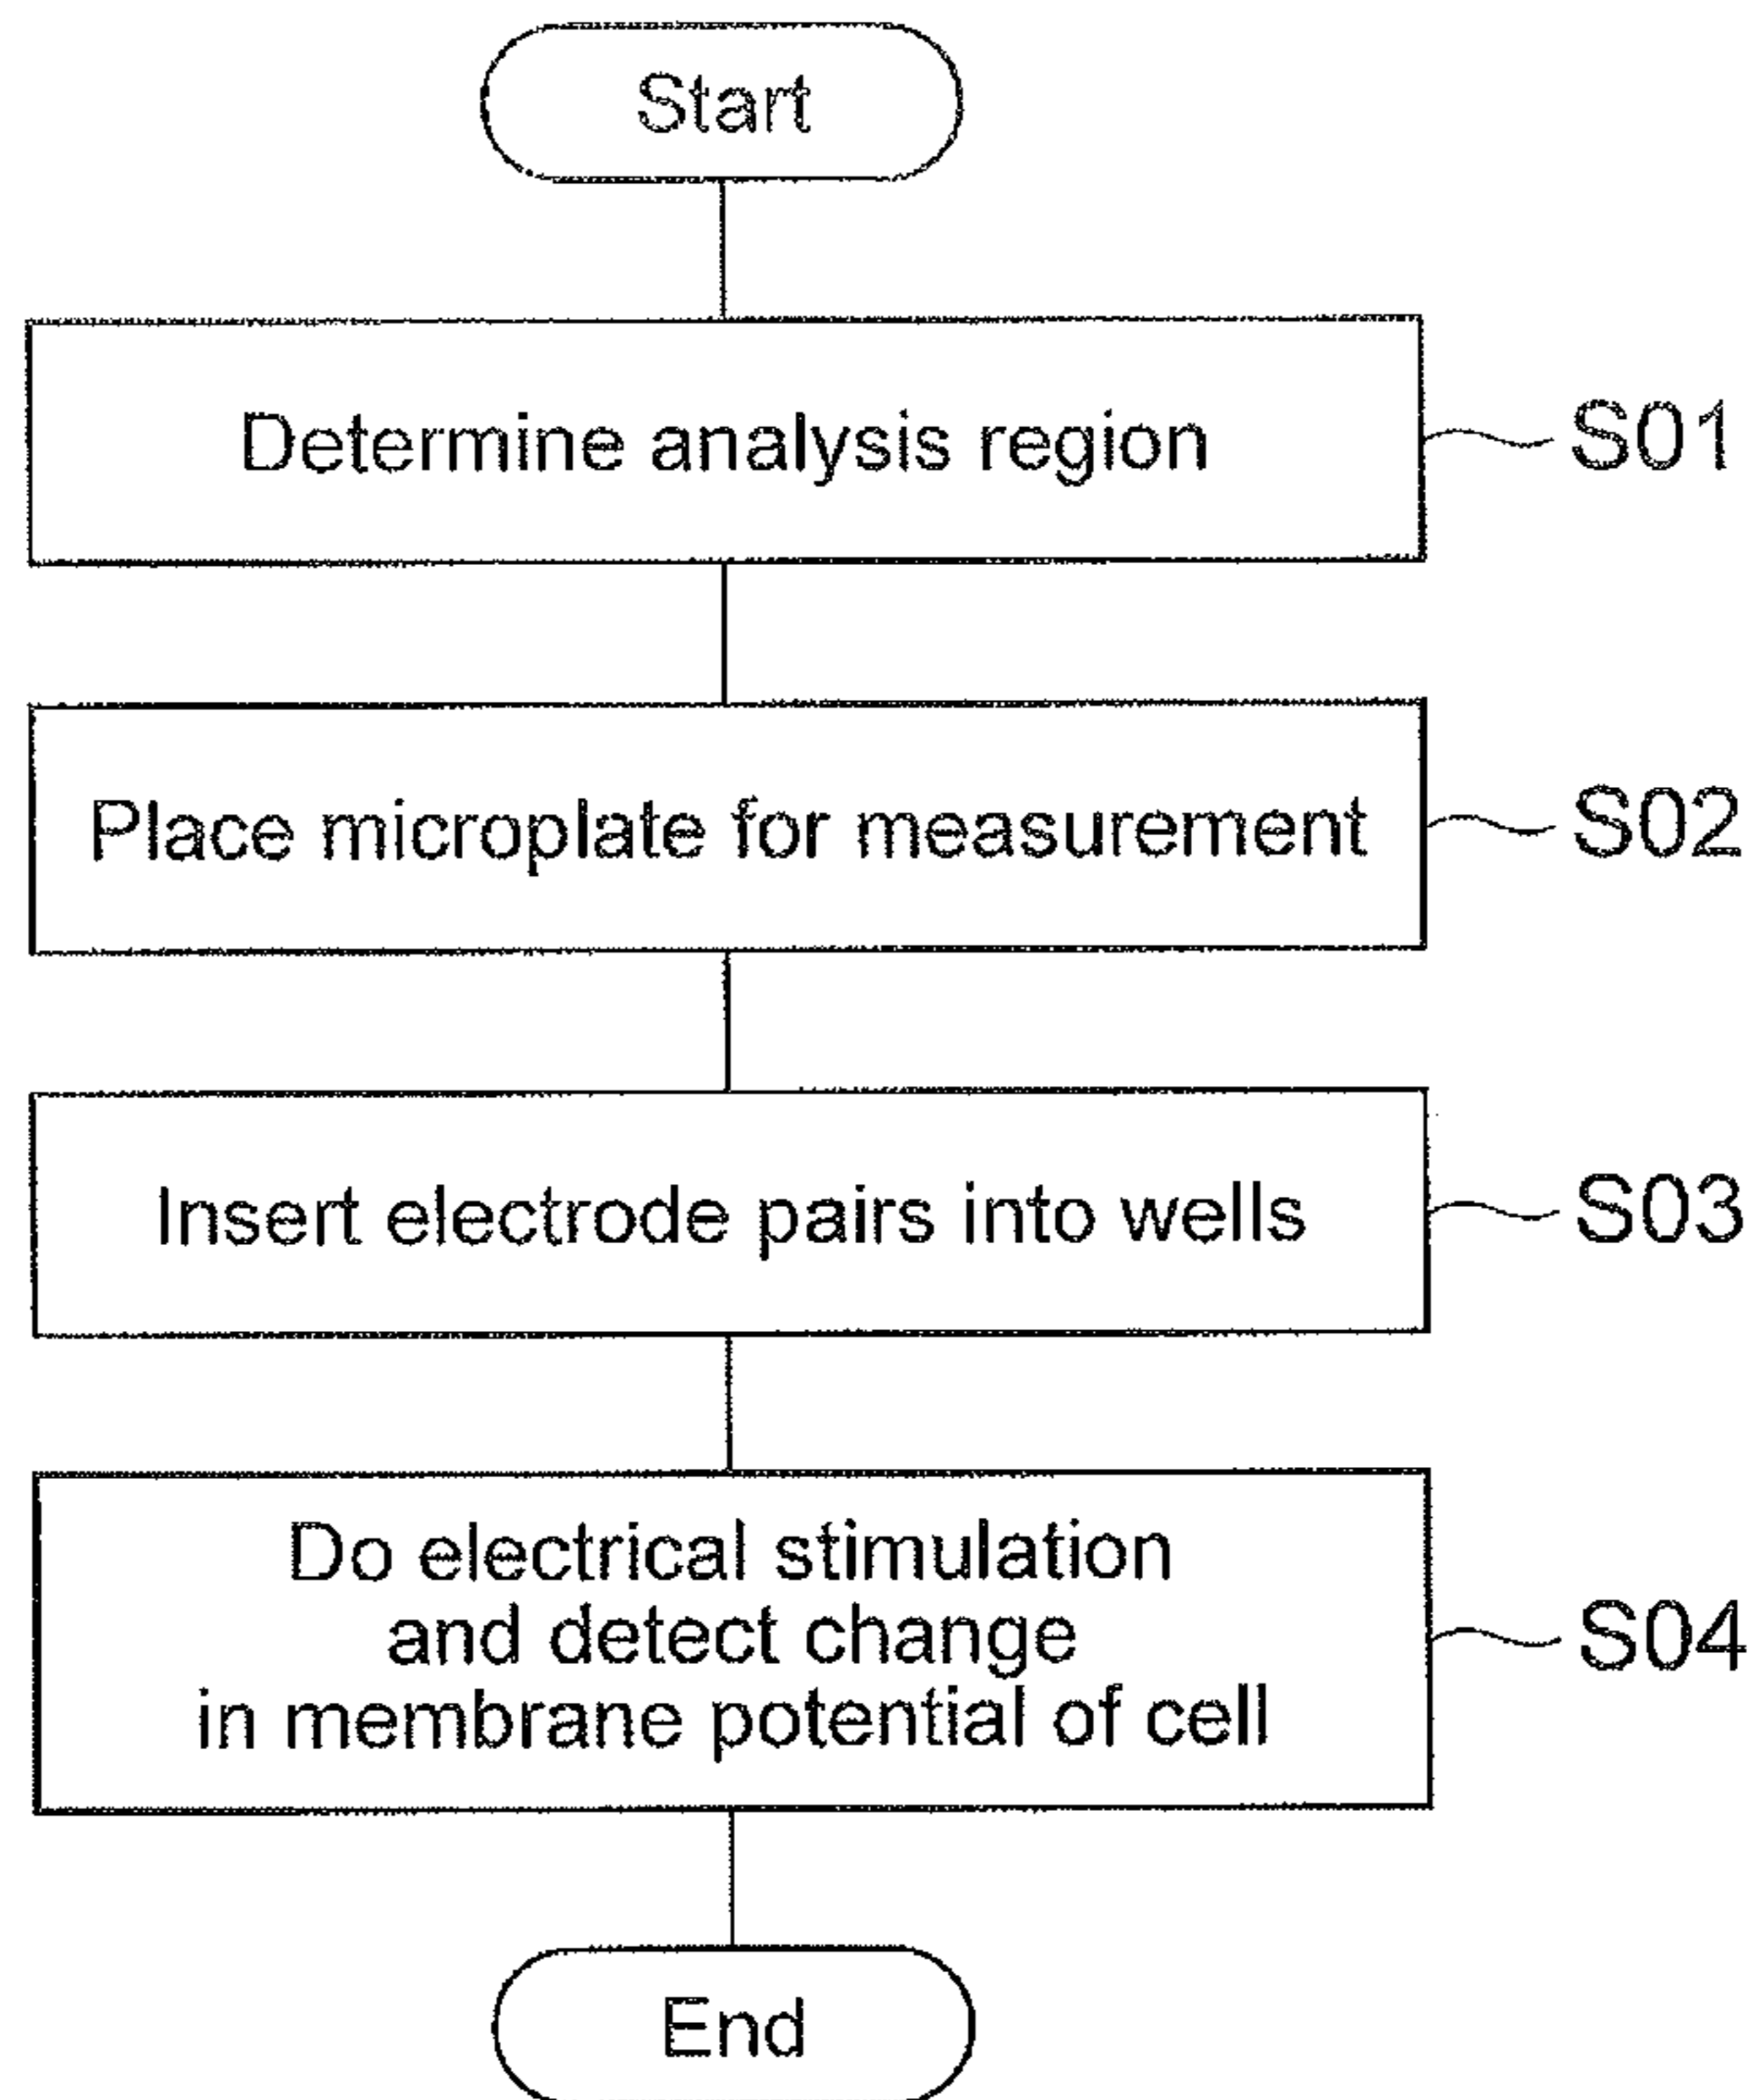 Start
Determine analysis region
S01
Place microplate for measurement
S02
Insert electrode pairs into wells
S03
Do electrical stimulation
and detect change
in membrane potential of cell
S04
End